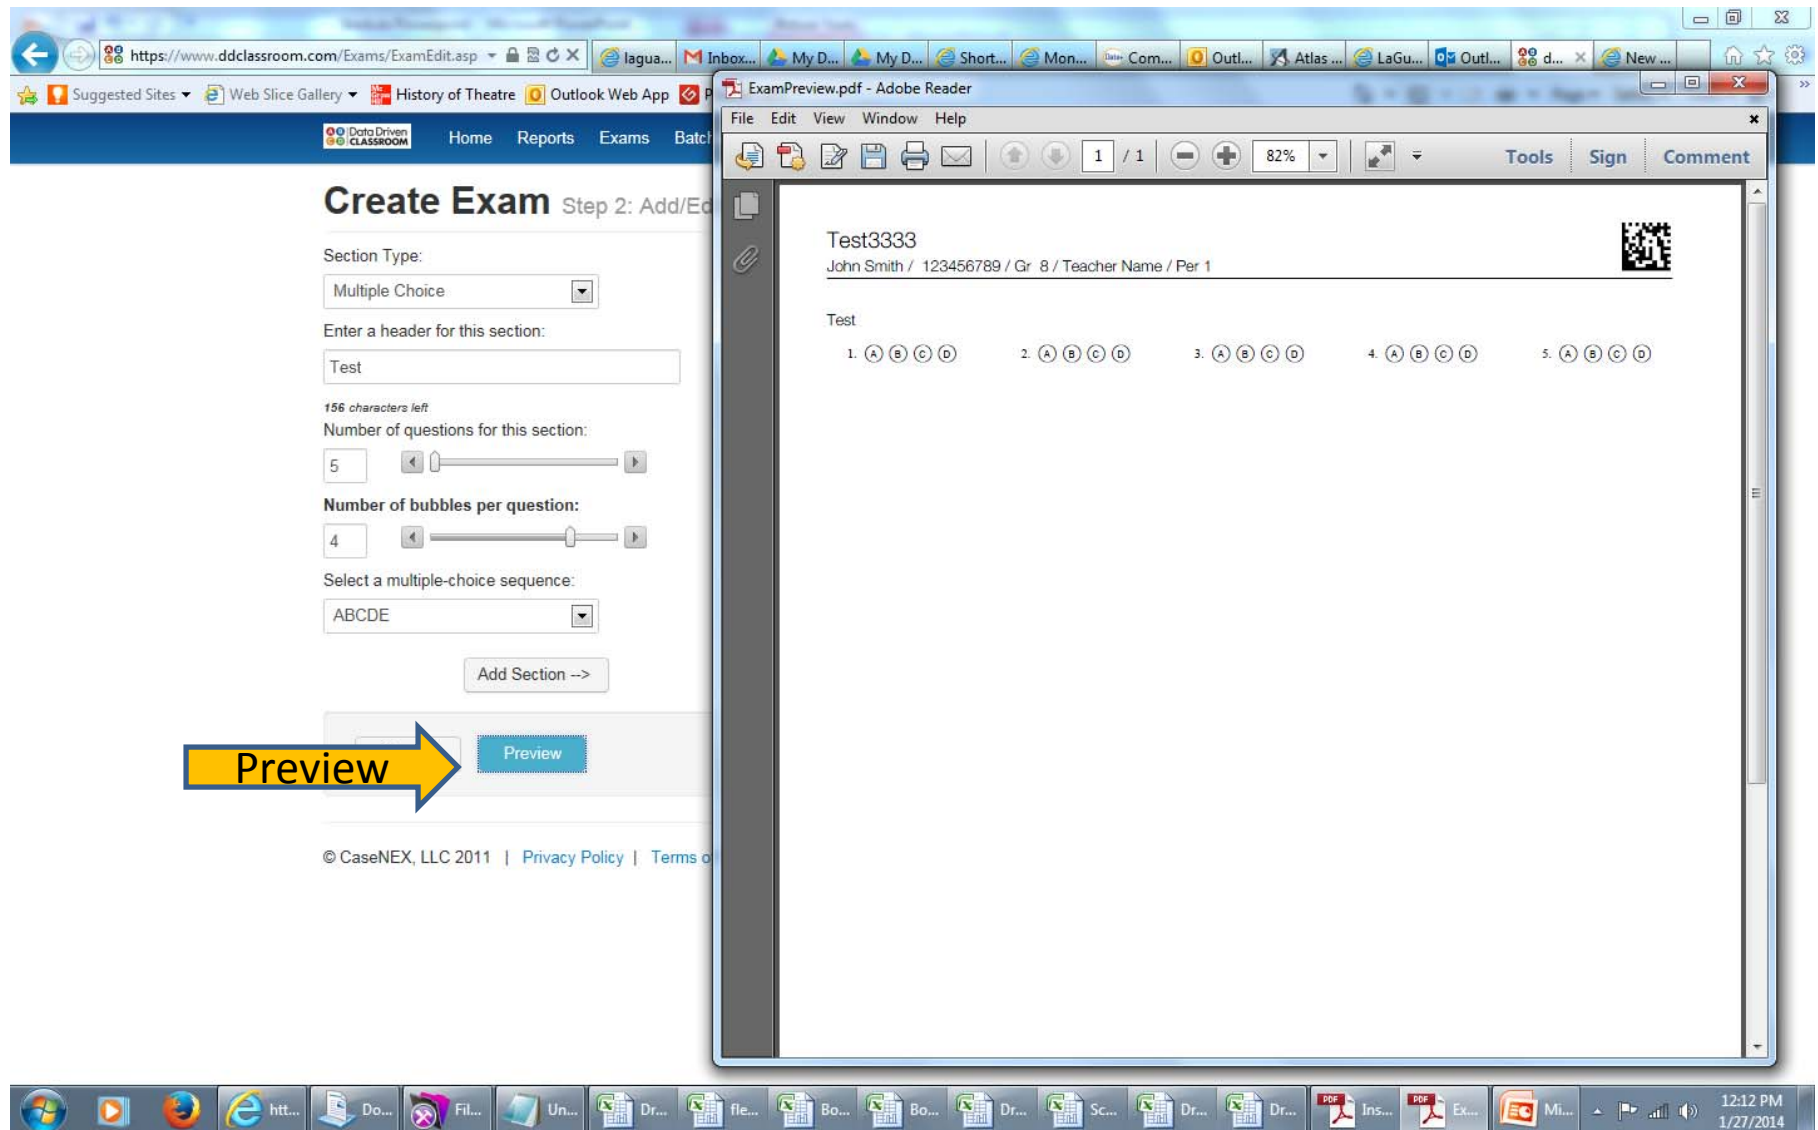 https://www.ddclassroom.com/Exams/ExamEdit.asp
lagua...
Inbox...
My D...
My D...
Short...
Mon...
Com...
Outl...
Atlas ...
LaGu...
Outl...
d...
New ...
Suggested Sites
Web Slice Gallery
History of Theatre
Outlook Web App
P
Data Driven
CLASSROOM
Home Reports Exams Batch
Create Exam Step 2: Add/Ed
Section Type:
Multiple Choice
Enter a header for this section:
Test
156 characters left
Number of questions for this section:
5
Number of bubbles per question:
4
Select a multiple-choice sequence:
ABCDE
Add Section -->
Preview
Preview
© CaseNEX, LLC 2011 | Privacy Policy | Terms o
ExamPreview.pdf - Adobe Reader
File Edit View Window Help
1 / 1
82%
Tools Sign Comment
Test3333
John Smith / 123456789 / Gr 8 / Teacher Name / Per 1
Test
1. A B C D 2. A B C D 3. A B C D 4. A B C D 5. A B C D
htt...
Do...
Fil...
Un...
Dr...
fle...
Bo...
Bo...
Dr...
Sc...
Dr...
Dr...
Ins...
Ex...
Mi...
12:12 PM
1/27/2014